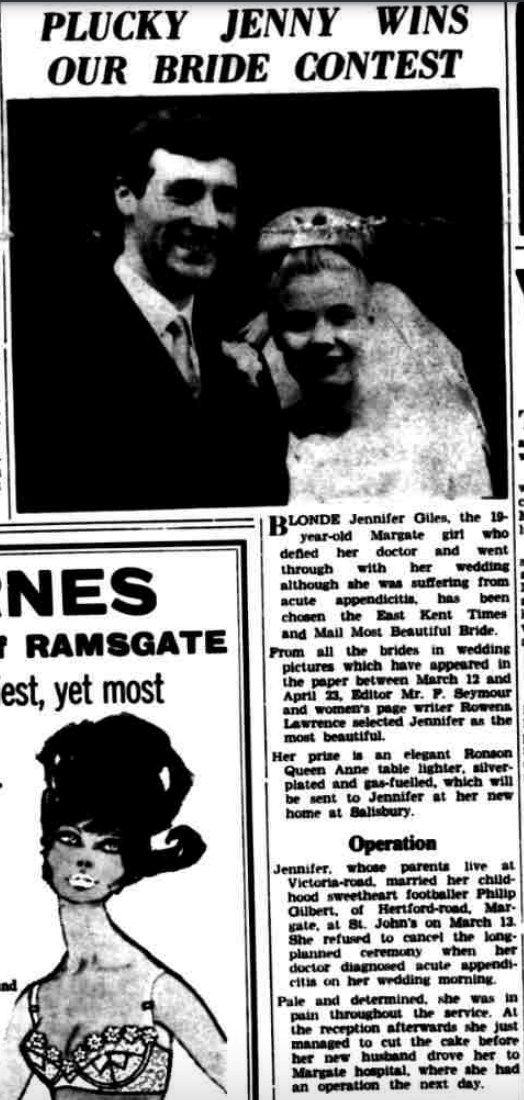 PLUCKY JENNY WINS
OUR BRIDE CONTEST
BLONDE Jennifer Giles, the 19-
year-old Margate girl who
defied her doctor and went
through with her wedding
although she was suffering from
acute appendicitis, has been
chosen the East Kent Times
and Mail Most Beautiful Bride.
From all the brides in wedding
pictures which have appeared in
the paper between March 12 and
April 23, Editor Mr. P. Seymour
and women's page writer Rowena
Lawrence selected Jennifer as the
most beautiful.
Her prize is an elegant Ronson
Queen Anne table lighter, silver-
plated and gas-fuelled, which will
be sent to Jennifer at her new
home at Salisbury.
Operation
Jennifer, whose parents live at
Victoria-road, married her child-
hood sweetheart footballer Philip
Gilbert, of Hertford-road, Mar-
gate, at St. John's on March 13.
She refused to cancel the long-
planned ceremony when her
doctor diagnosed acute appendi-
citis on her wedding morning.
Pale and determined, she was in
pain throughout the service. At
the reception afterwards she just
managed to cut the cake before
her new husband drove her to
Margate hospital, where she had
an operation the next day.
RNES
f RAMSGATE
iest, yet most
nd